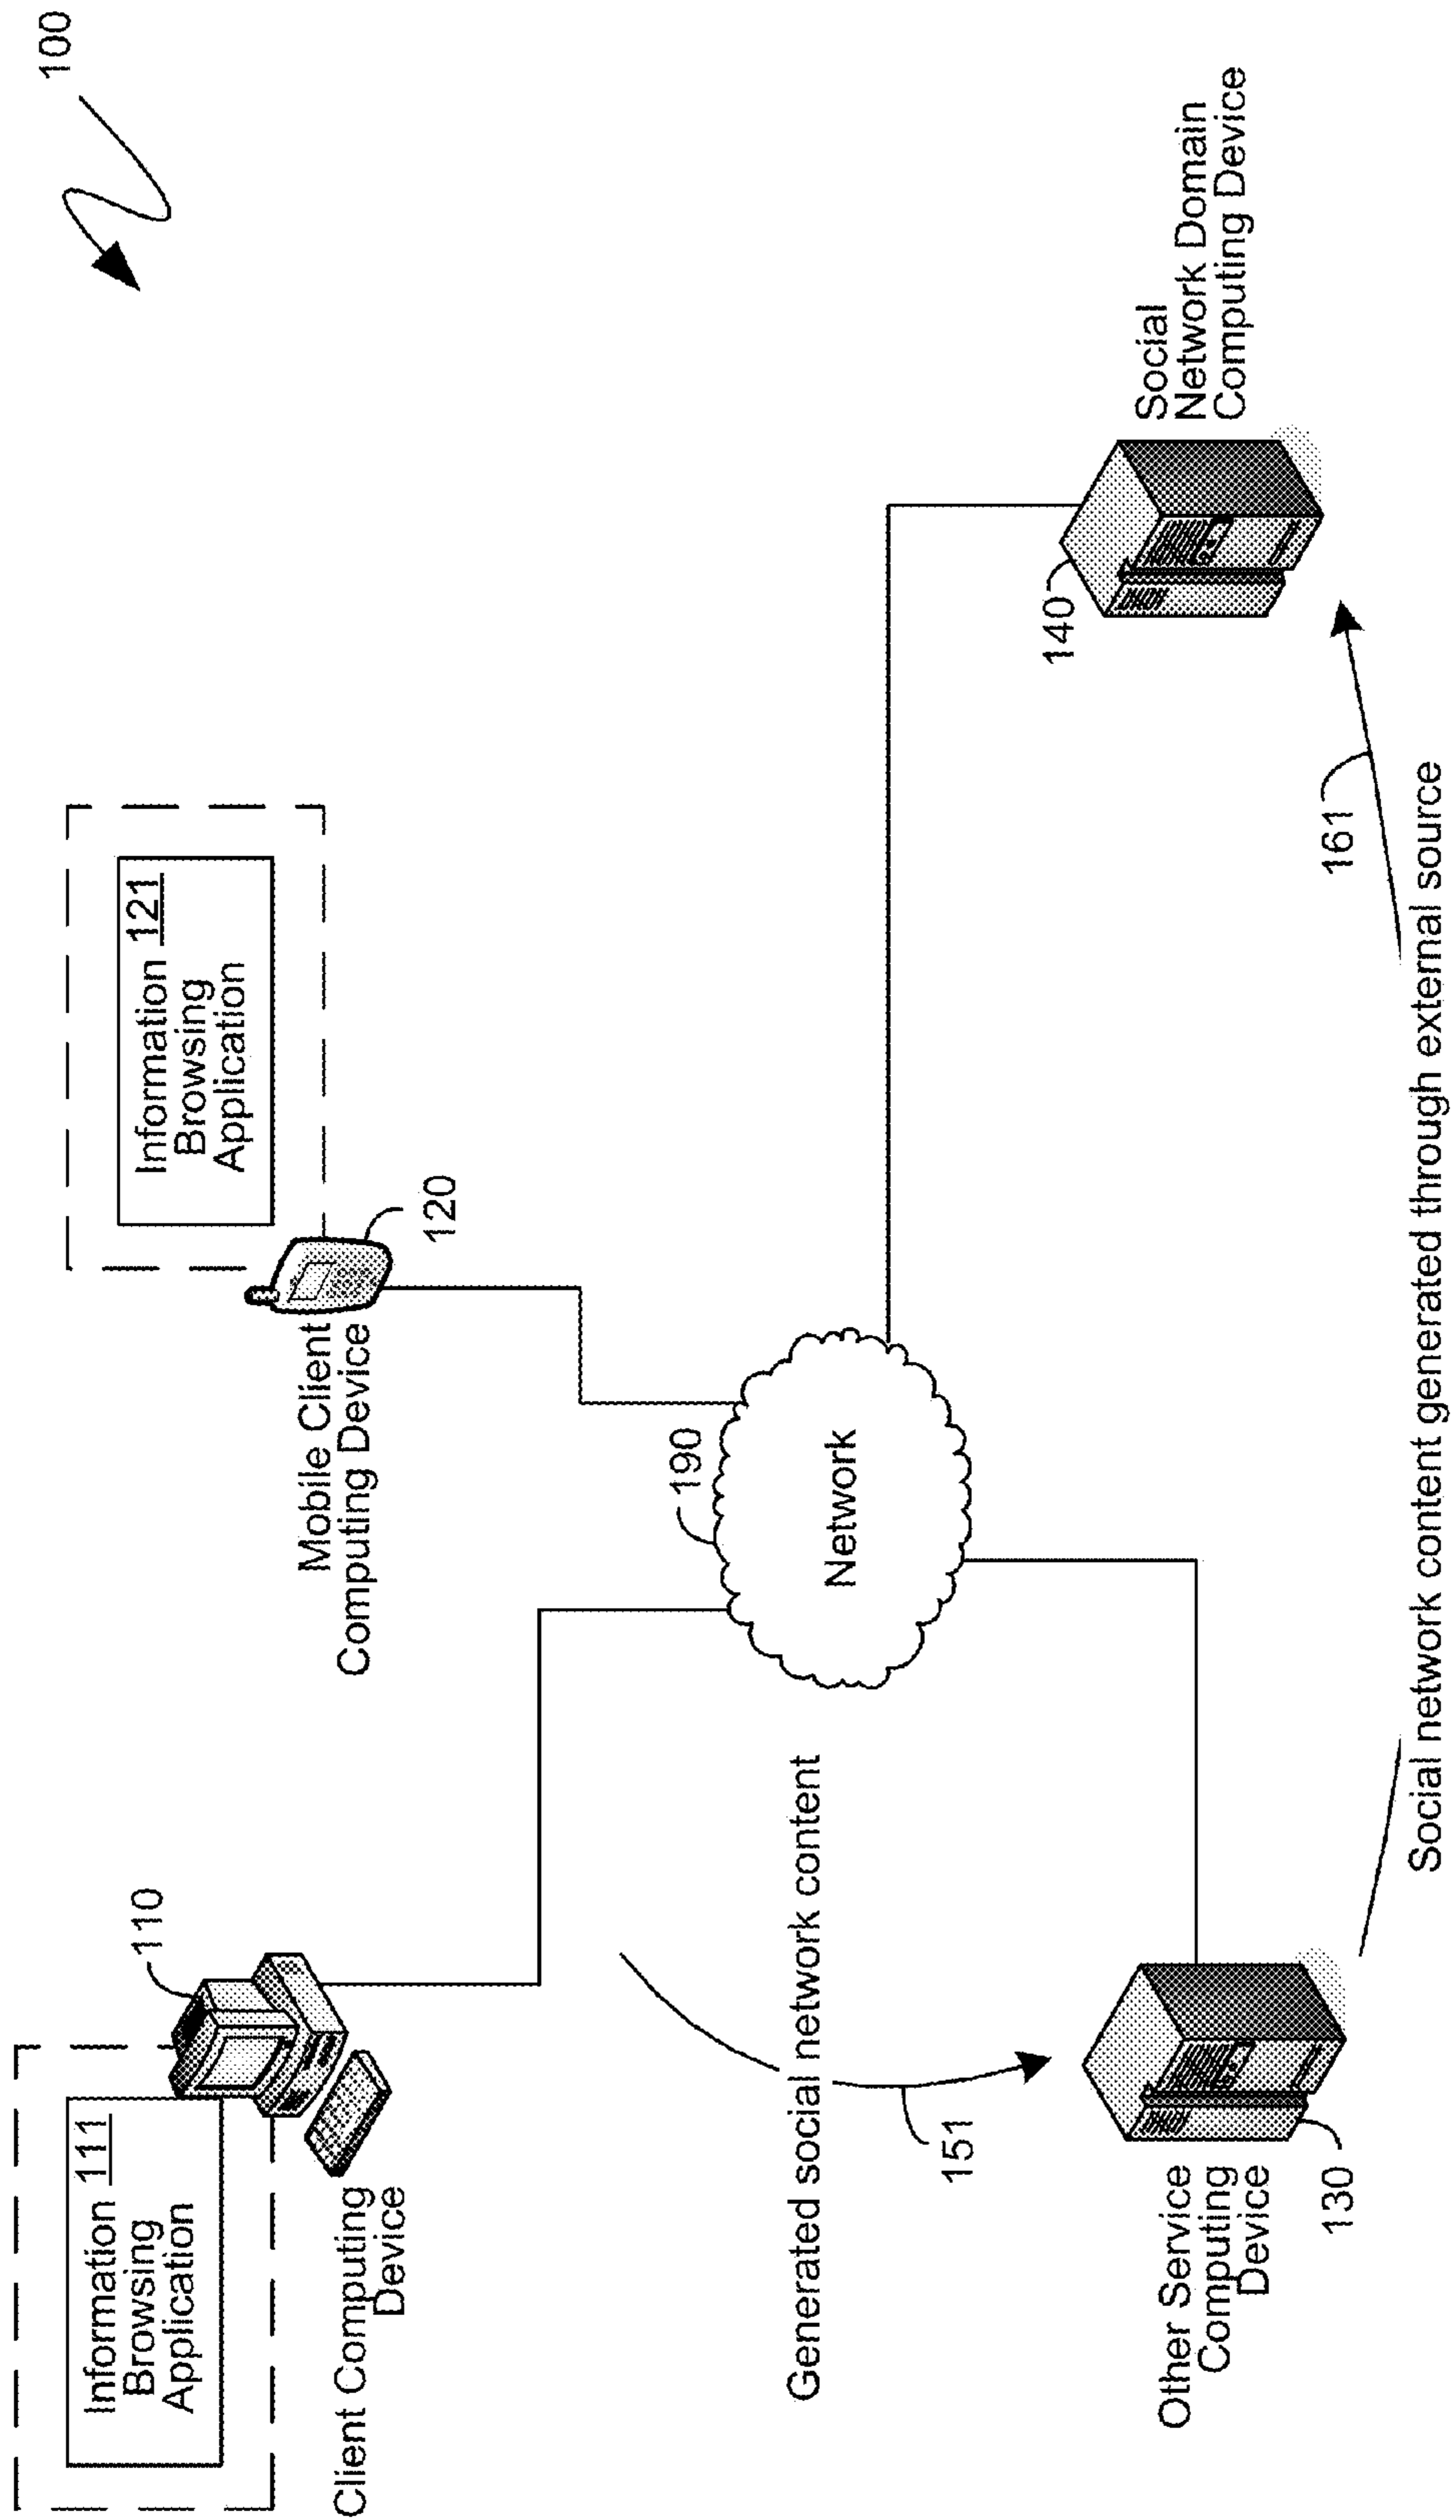 100
Information 111
Browsing
Application
110
Client Computing
Device
Information 121
Browsing
Application
120
Mobile Client
Computing Device
190
Network
Generated social network content
151
Other Service
Computing
Device
130
140
Social
Network Domain
Computing Device
161
Social network content generated through external source